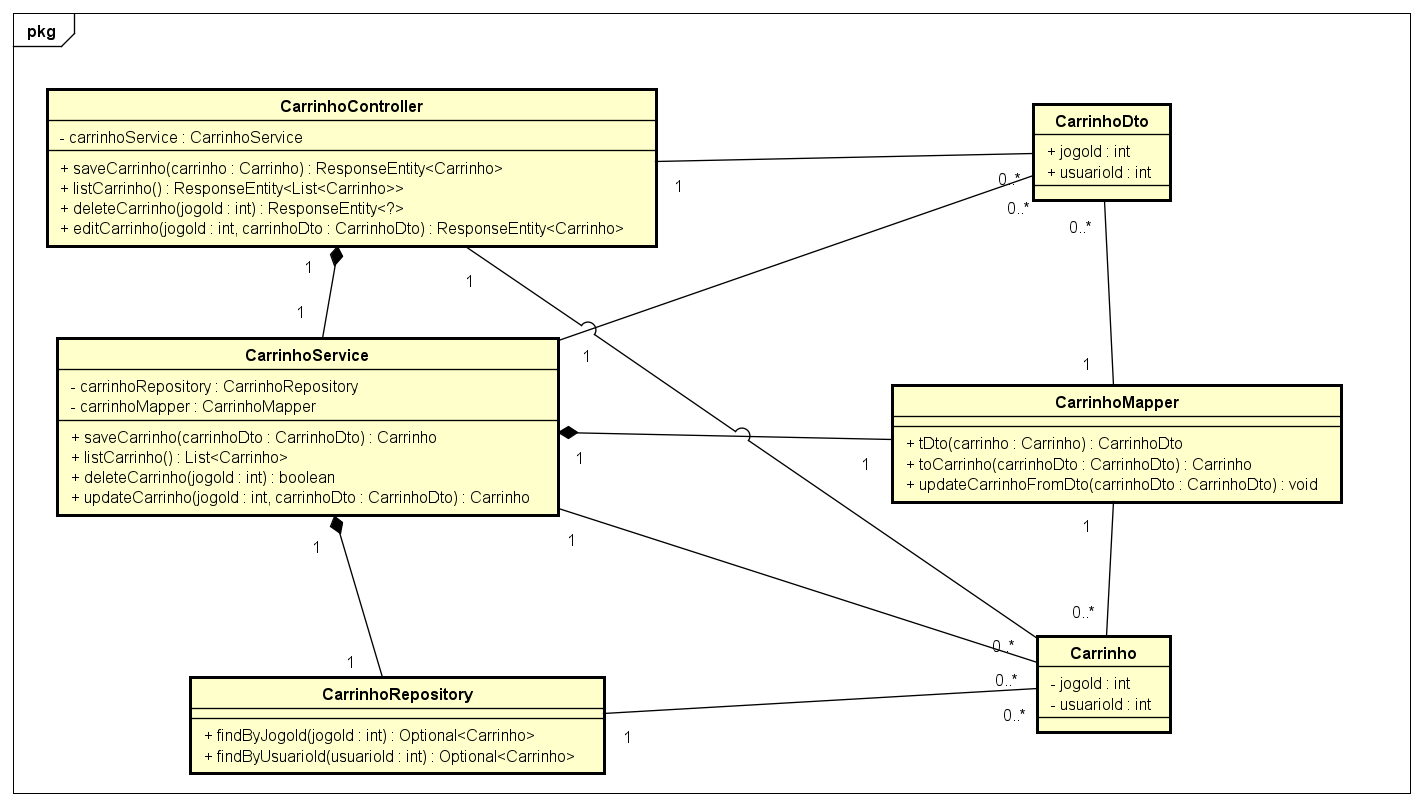 pkg
CarrinhoController
- carrinhoService : CarrinhoService
+ saveCarrinho(carrinho : Carrinho) : ResponseEntity<Carrinho>
+ listCarrinho() : ResponseEntity<List<Carrinho>>
+ deleteCarrinho(jogoId : int) : ResponseEntity<?>
+ editCarrinho(jogoId : int, carrinhoDto : CarrinhoDto) : ResponseEntity<Carrinho>
CarrinhoDto
+ jogoId : int
+ usuarioId : int
1
0..*
0..*
0..*
1
1
1
1
CarrinhoService
- carrinhoRepository : CarrinhoRepository
- carrinhoMapper : CarrinhoMapper
+ saveCarrinho(carrinhoDto : CarrinhoDto) : Carrinho
+ listCarrinho() : List<Carrinho>
+ deleteCarrinho(jogoId : int) : boolean
+ updateCarrinho(jogoId : int, carrinhoDto : CarrinhoDto) : Carrinho
1
CarrinhoMapper
+ tDto(carrinho : Carrinho) : CarrinhoDto
+ toCarrinho(carrinhoDto : CarrinhoDto) : Carrinho
+ updateCarrinhoFromDto(carrinhoDto : CarrinhoDto) : void
1
1
1
1
1
0..*
0..*
0..*
0..*
1
1
CarrinhoRepository
+ findByJogoId(jogoId : int) : Optional<Carrinho>
+ findByUsuarioId(usuarioId : int) : Optional<Carrinho>
Carrinho
- jogoId : int
- usuarioId : int